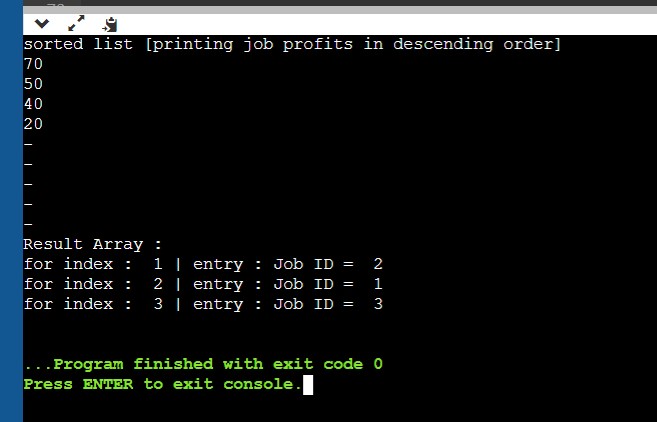 sorted list [printing job profits in descending order]
70
50
40
20
-
-
-
-
-
Result Array :
for index :  1 | entry : Job ID =  2
for index :  2 | entry : Job ID =  1
for index :  3 | entry : Job ID =  3
...Program finished with exit code 0
Press ENTER to exit console.